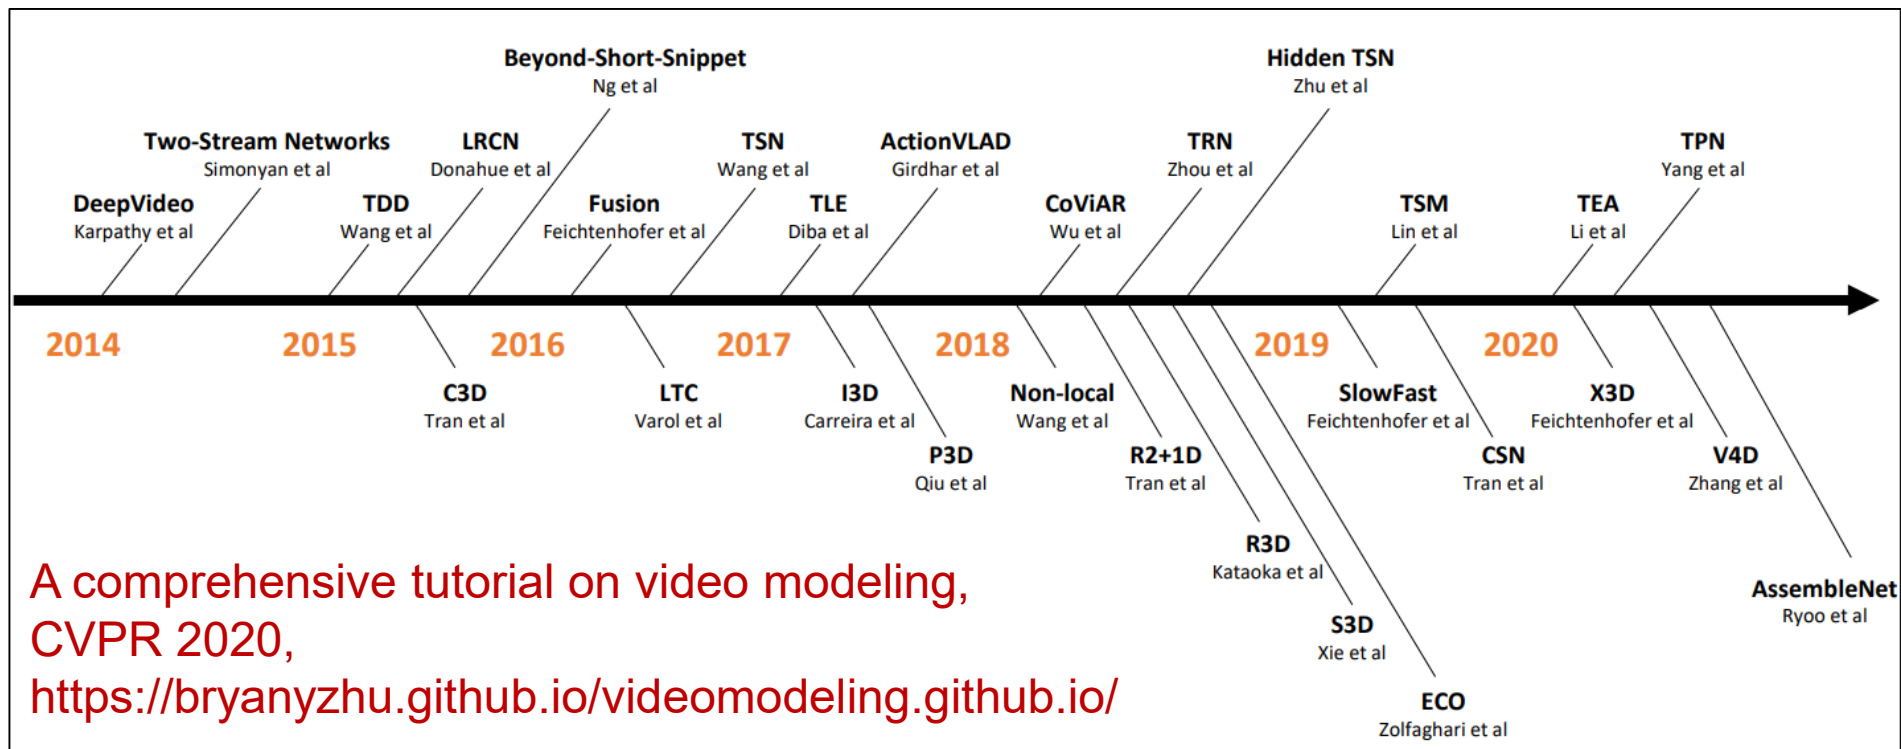 Beyond-Short-Snippet
Ng et al
Hidden TSN
Zhu et al
Two-Stream Networks
Simonyan et al
LRCN
Donahue et al
TSN
Wang et al
ActionVLAD
Girdhar et al
TRN
Zhou et al
TPN
Yang et al
DeepVideo
Karpathy et al
TDD
Wang et al
Fusion
Feichtenhofer et al
TLE
Diba et al
CoViAR
Wu et al
TSM
Lin et al
TEA
Li et al
2014
2015
2016
2017
2018
2019
2020
C3D
Tran et al
LTC
Varol et al
I3D
Carreira et al
Non-local
Wang et al
SlowFast
Feichtenhofer et al
X3D
Feichtenhofer et al
P3D
Qiu et al
R2+1D
Tran et al
CSN
Tran et al
V4D
Zhang et al
R3D
Kataoka et al
AssembleNet
Ryoo et al
S3D
Xie et al
ECO
Zolfaghari et al
A comprehensive tutorial on video modeling,
CVPR 2020,
https://bryanyzhu.github.io/videomodeling.github.io/